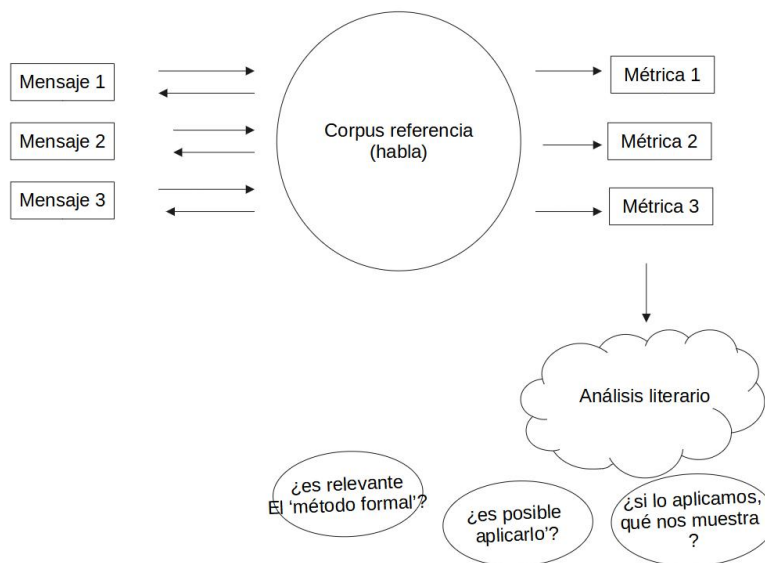 Mensaje 1
Mensaje 2
Mensaje 3
Corpus referencia
(habla)
Métrica 1
Métrica 2
Métrica 3
Análisis literario
¿es relevante
El ‘método formal’?
¿es posible
aplicarlo’?
¿si lo aplicamos,
qué nos muestra
?